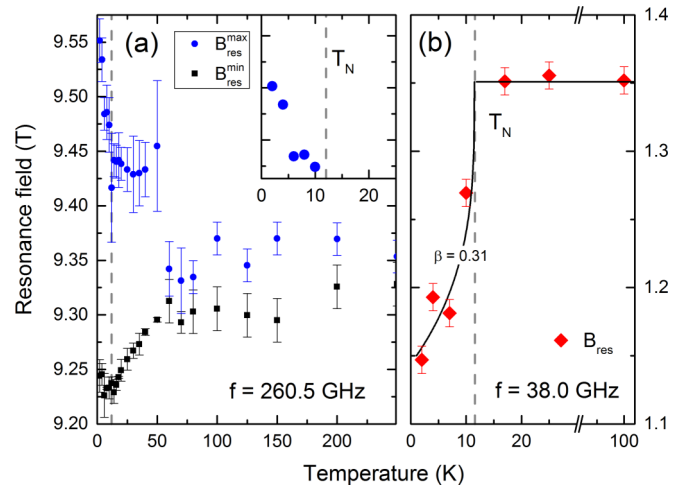 (a)
B_res^max
B_res^min
T_N
0 10 20
Resonance field (T)
9.55
9.50
9.45
9.40
9.35
9.30
9.25
9.20
0 50 100 150 200
f = 260.5 GHz
(b)
T_N
β = 0.31
B_res
f = 38.0 GHz
1.4
1.3
1.2
1.1
0 10 20 100
Temperature (K)